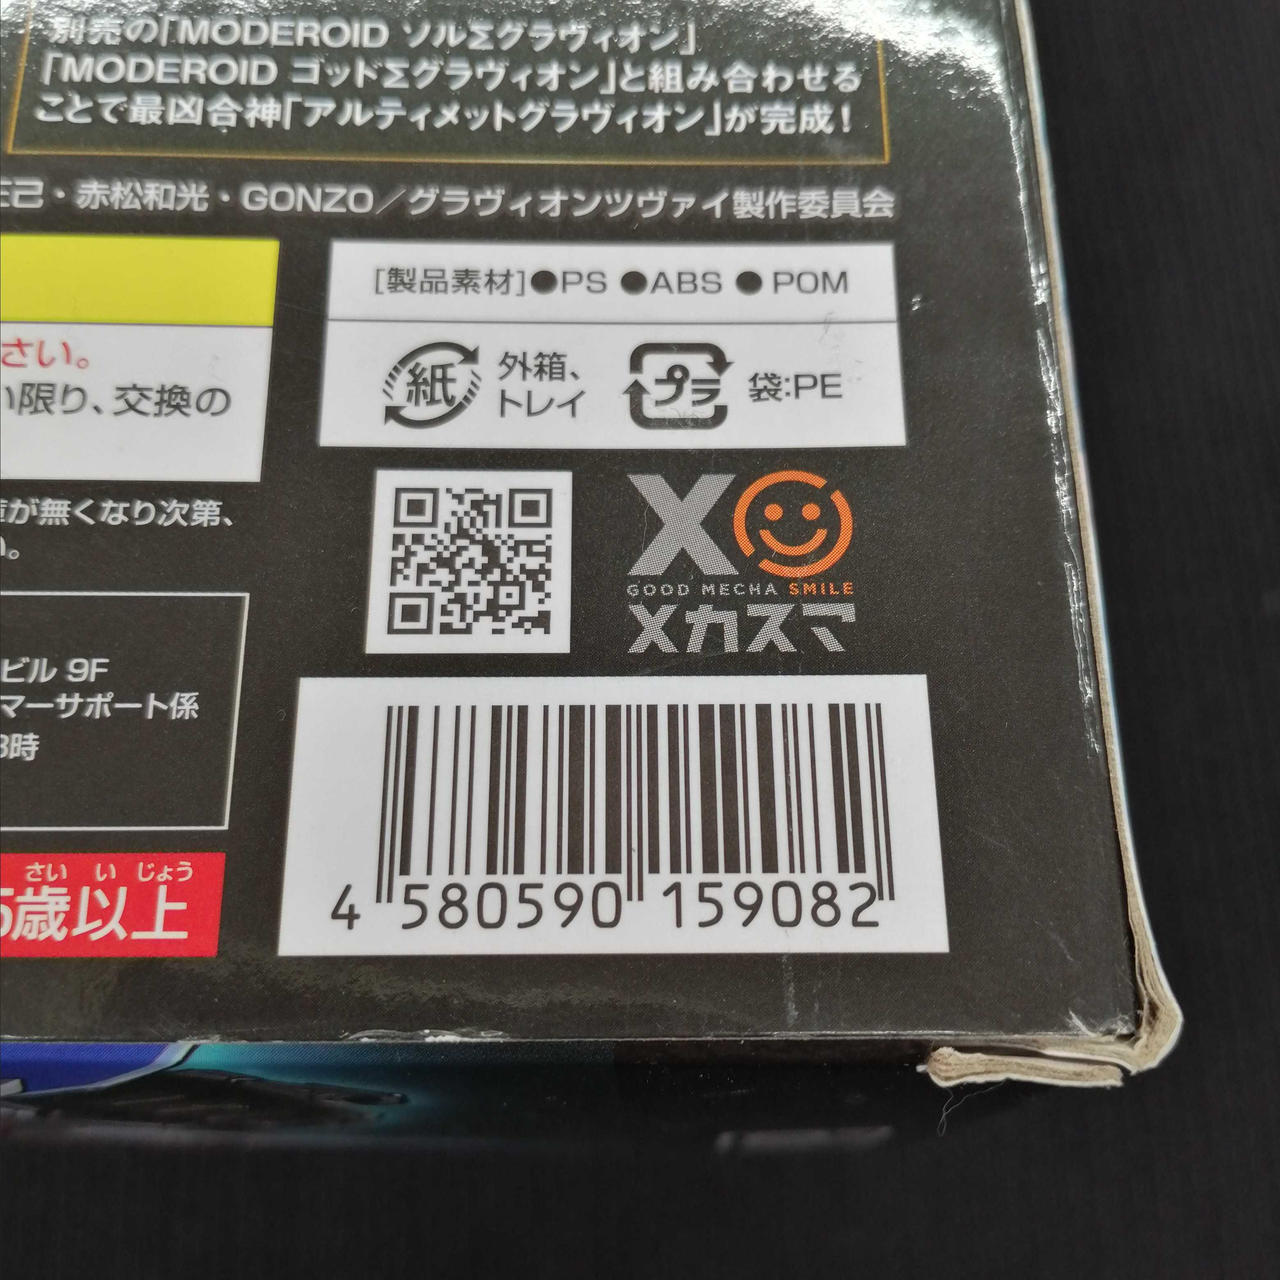 別売の「MODEROID ソルΣグラヴィオン」
「MODEROID ゴッドΣグラヴィオン」と組み合わせる
ことで最凶合神「アルティメットグラヴィオン」が完成!
己・赤松和光・GONZO／グラヴィオンツヴァイ製作委員会
[製品素材]●PS ●ABS ●POM
さい。
い限り、交換の
紙
外箱、
トレイ
プラ
袋:PE
が無くなり次第、
い。
GOOD MECHA SMILE
メカスマ
ビル 9F
マーサポート係
時
さい い じょう
歳以上
4 580590 159082